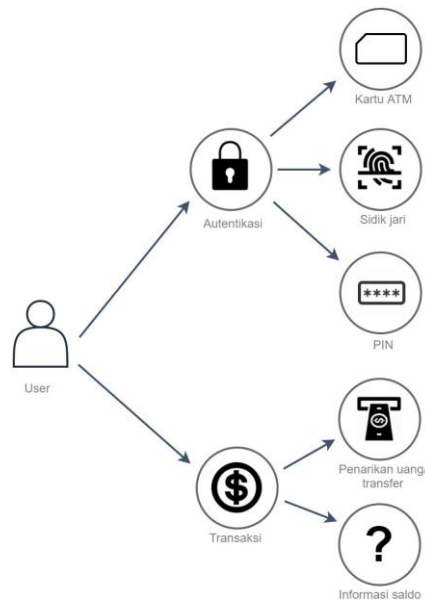 Kartu ATM
Autentikasi
Sidik jari
****
PIN
User
Penarikan uang/
transfer
$
Transaksi
?
Informasi saldo